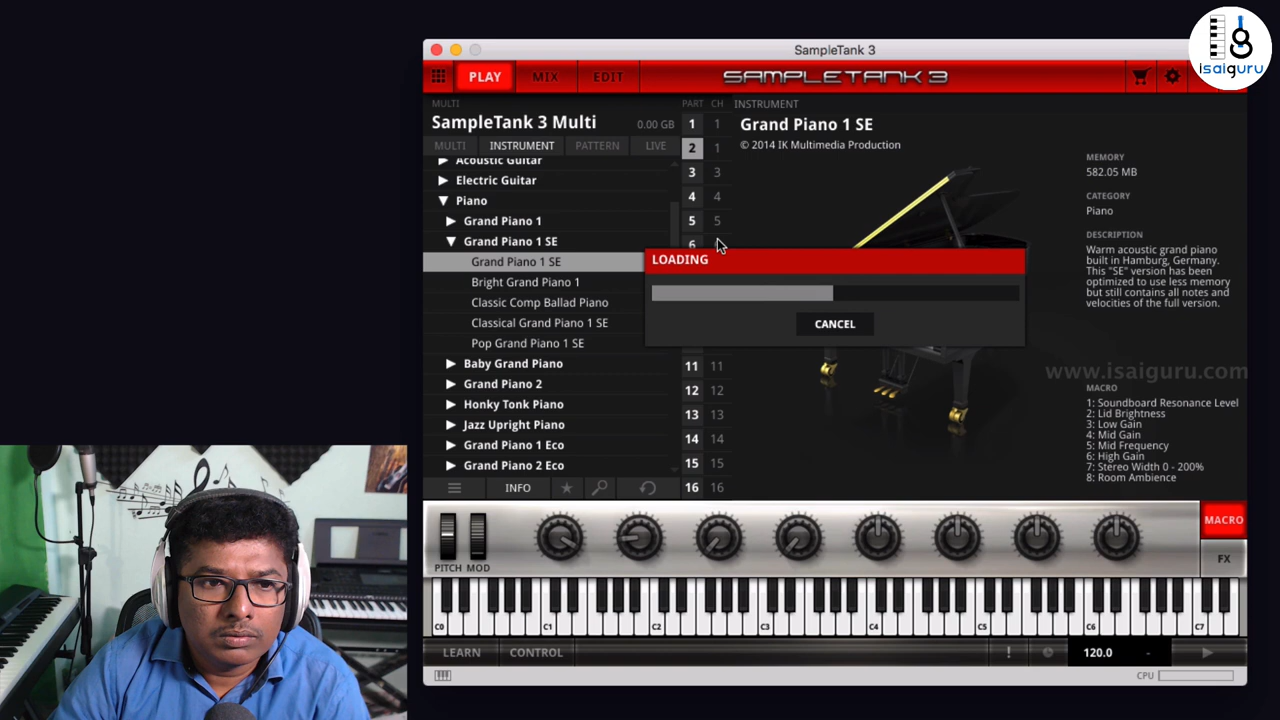 isaiguru
SampleTank 3
PLAY MIX EDIT SAMPLETANK 3
MULTI
SampleTank 3 Multi 0.00 GB
MULTI INSTRUMENT PATTERN LIVE
Acoustic Guitar
Electric Guitar
Piano
Grand Piano 1
Grand Piano 1 SE
Grand Piano 1 SE
Bright Grand Piano 1
Classic Comp Ballad Piano
Classical Grand Piano 1 SE
Pop Grand Piano 1 SE
Baby Grand Piano
Grand Piano 2
Honky Tonk Piano
Jazz Upright Piano
Grand Piano 1 Eco
Grand Piano 2 Eco
INFO
PART CH
1 1
2 1
3 3
4 4
5 5
6
11 11
12 12
13 13
14 14
15 15
16 16
INSTRUMENT
Grand Piano 1 SE
© 2014 IK Multimedia Production
LOADING
CANCEL
MEMORY
582.05 MB
CATEGORY
Piano
DESCRIPTION
Warm acoustic grand piano
built in Hamburg, Germany.
This "SE" version has been
optimized to use less memory
but still contains all notes and
velocities of the full version.
www.isaiguru.com
MACRO
1: Soundboard Resonance Level
2: Lid Brightness
3: Low Gain
4: Mid Gain
5: Mid Frequency
6: High Gain
7: Stereo Width 0 - 200%
8: Room Ambience
PITCH MOD
MACRO
FX
C0 C1 C2 C3 C4 C5 C6 C7
LEARN CONTROL ! 120.0 -
CPU